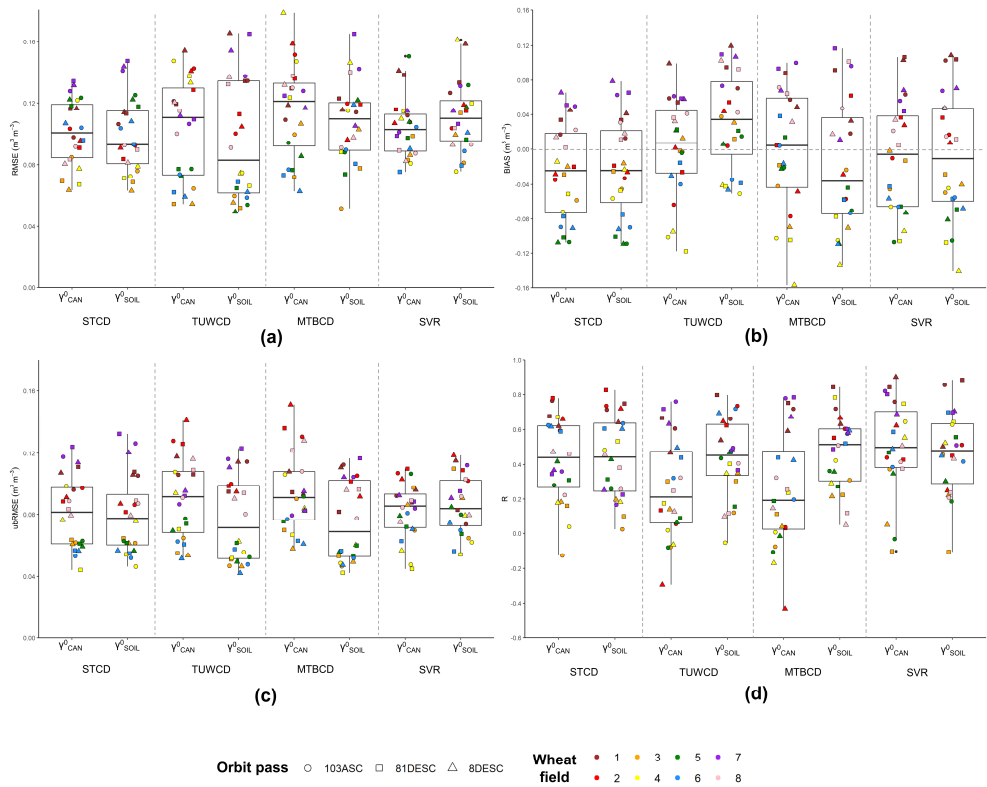 0.16
0.12
0.08
0.04
0.00
RMSE (m³ m⁻³)
γ⁰CAN γ⁰SOIL γ⁰CAN γ⁰SOIL γ⁰CAN γ⁰SOIL γ⁰CAN γ⁰SOIL
STCD TUWCD MTBCD SVR
(a)
0.16
0.12
0.08
0.04
0.00
-0.04
-0.08
-0.12
-0.16
BIAS (m³ m⁻³)
γ⁰CAN γ⁰SOIL γ⁰CAN γ⁰SOIL γ⁰CAN γ⁰SOIL γ⁰CAN γ⁰SOIL
STCD TUWCD MTBCD SVR
(b)
0.16
0.12
0.08
0.04
0.00
ubRMSE (m³ m⁻³)
γ⁰CAN γ⁰SOIL γ⁰CAN γ⁰SOIL γ⁰CAN γ⁰SOIL γ⁰CAN γ⁰SOIL
STCD TUWCD MTBCD SVR
(c)
1.0
0.8
0.6
0.4
0.2
0.0
-0.2
-0.4
-0.6
R
γ⁰CAN γ⁰SOIL γ⁰CAN γ⁰SOIL γ⁰CAN γ⁰SOIL γ⁰CAN γ⁰SOIL
STCD TUWCD MTBCD SVR
(d)
Orbit pass 103ASC 81DESC 8DESC
Wheat field
1 3 5 7
2 4 6 8